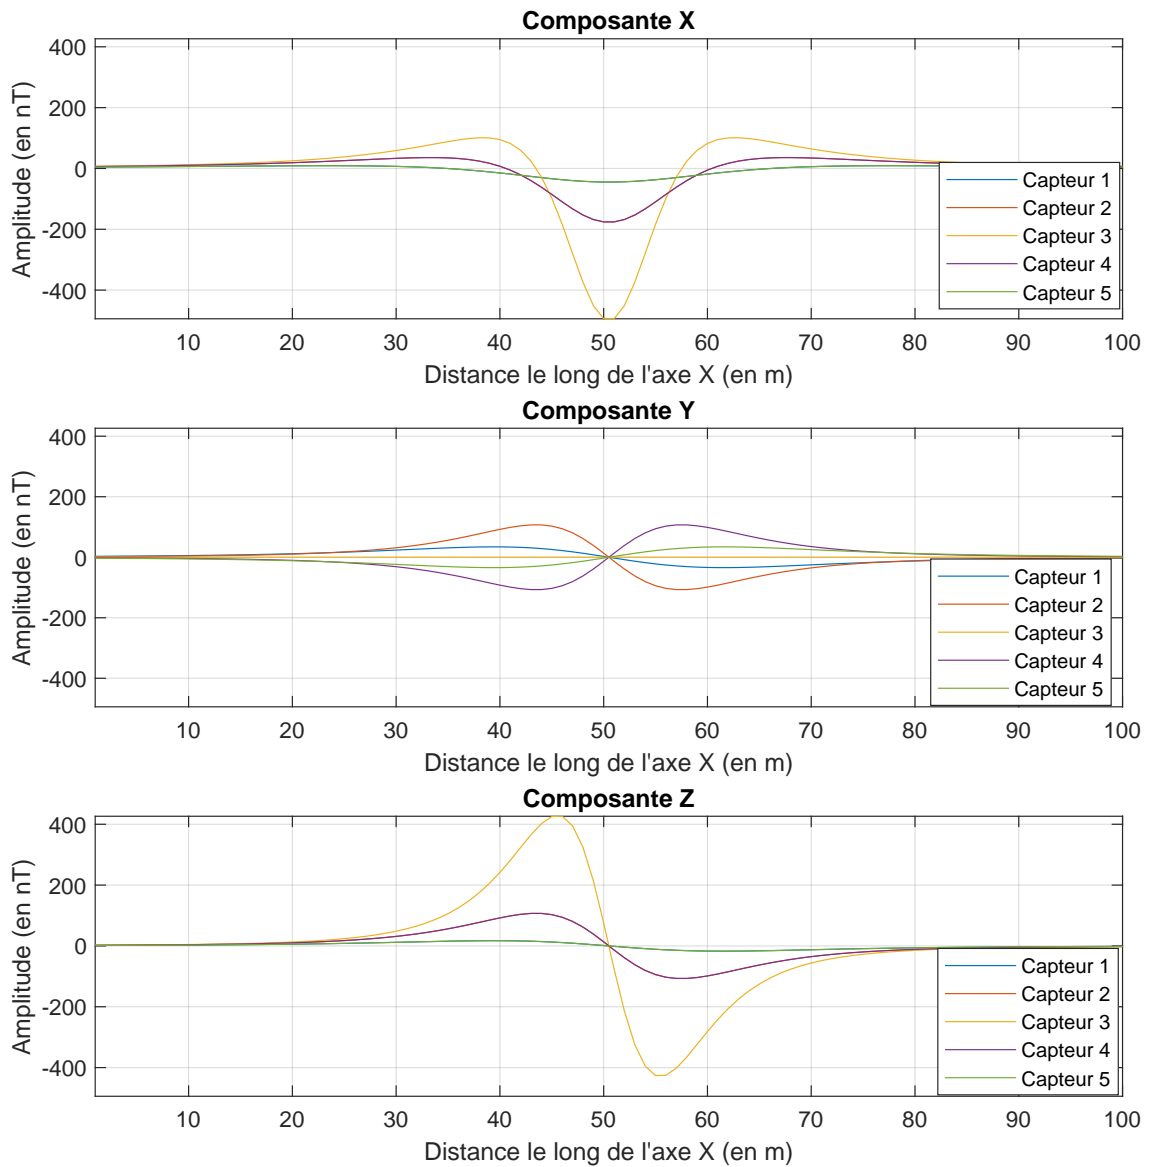 Composante X
Amplitude (en nT)
400
200
0
-200
-400
Capteur 1
Capteur 2
Capteur 3
Capteur 4
Capteur 5
10 20 30 40 50 60 70 80 90 100
Distance le long de l'axe X (en m)
Composante Y
Amplitude (en nT)
400
200
0
-200
-400
Capteur 1
Capteur 2
Capteur 3
Capteur 4
Capteur 5
10 20 30 40 50 60 70 80 90 100
Distance le long de l'axe X (en m)
Composante Z
Amplitude (en nT)
400
200
0
-200
-400
Capteur 1
Capteur 2
Capteur 3
Capteur 4
Capteur 5
10 20 30 40 50 60 70 80 90 100
Distance le long de l'axe X (en m)